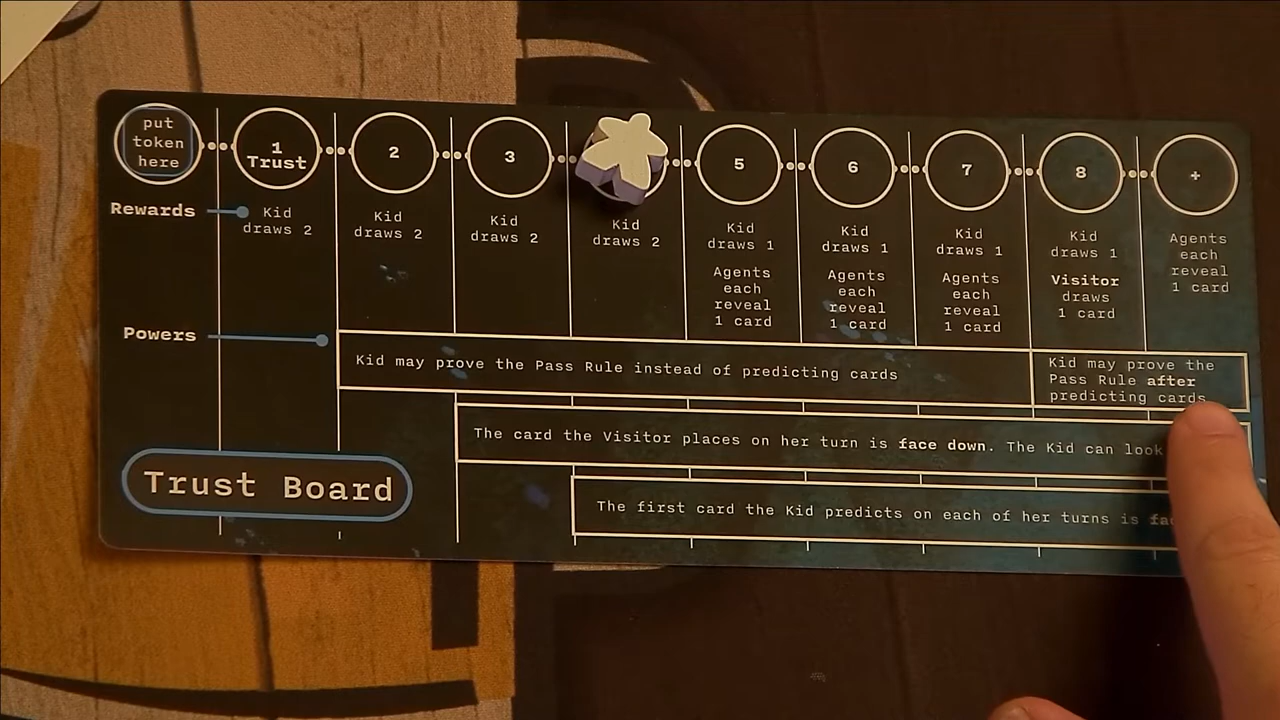 put
token
here
1
Trust
2
3
5
6
7
8
+
Rewards
Kid
draws 2
Kid
draws 2
Kid
draws 2
Kid
draws 2
Kid
draws 1
Agents
each
reveal
1 card
Kid
draws 1
Agents
each
reveal
1 card
Kid
draws 1
Agents
each
reveal
1 card
Kid
draws 1
Visitor
draws
1 card
Agents
each
reveal
1 card
Powers
Kid may prove the Pass Rule instead of predicting cards
Kid may prove the
Pass Rule after
predicting cards
The card the Visitor places on her turn is face down. The Kid can look
The first card the Kid predicts on each of her turns is
Trust Board